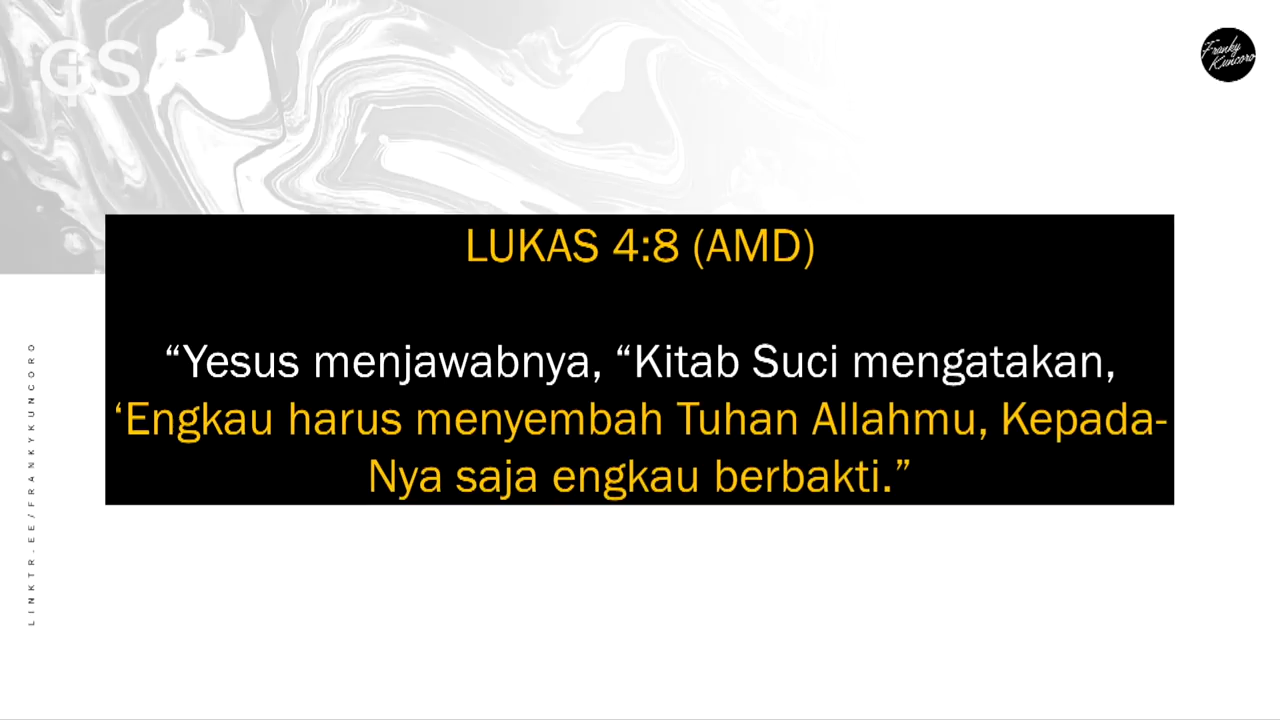 GSJS
Franky
Kuncoro
LUKAS 4:8 (AMD)
“Yesus menjawabnya, “Kitab Suci mengatakan,
‘Engkau harus menyembah Tuhan Allahmu, Kepada-
Nya saja engkau berbakti.”
LINKTR.EE/FRANKYKUNCORO